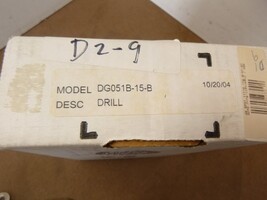 D2-9
MODEL DG051B-15-B 10/20/04
DESC DRILL